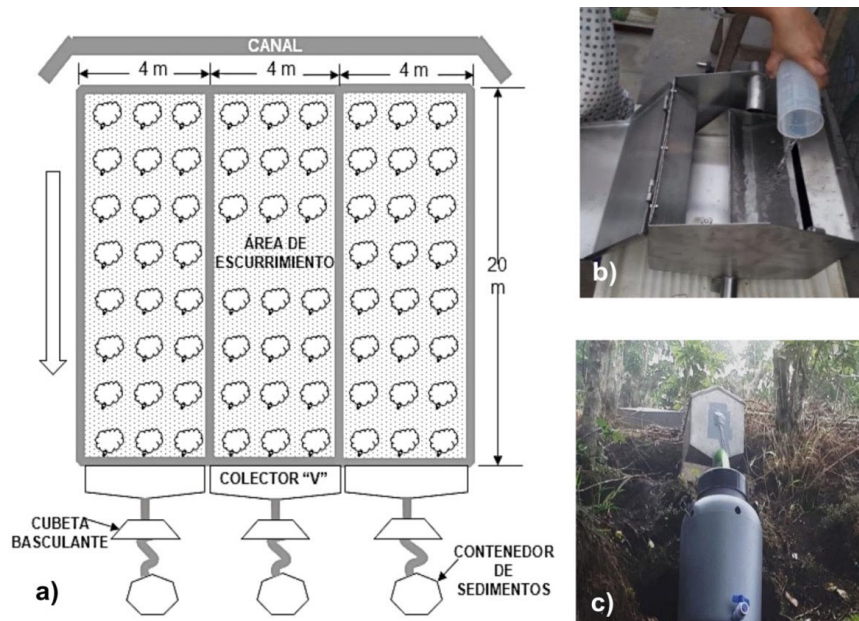 CANAL
4 m
4 m
4 m
ÁREA DE
ESCURRIMIENTO
20
m
COLECTOR “V”
CUBETA
BASCULANTE
CONTENEDOR
DE
SEDIMENTOS
a)
b)
c)